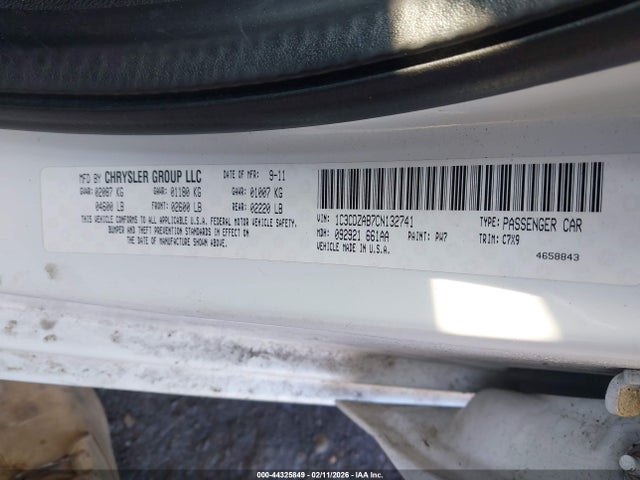 MFD BY CHRYSLER GROUP LLC DATE OF MFR 9-11
GVWR: 02087 KG GAWR: 01180 KG GAWR: 01007 KG
04600 LB FRONT: 02600 LB REAR: 02220 LB
THIS VEHICLE CONFORMS TO ALL APPLICABLE U.S.A. FEDERAL MOTOR VEHICLE SAFETY,
BUMPER AND THEFT PREVENTION STANDARDS IN EFFECT ON
THE DATE OF MANUFACTURE SHOWN ABOVE.
VIN: 1C3CDZAB7CN132741 TYPE: PASSENGER CAR
MDH: 092921 661AA PAINT: PW7 TRIM: C7X9
VEHICLE MADE IN U.S.A.
4658843
000-44325849 - 02/11/2026 - IAA Inc.